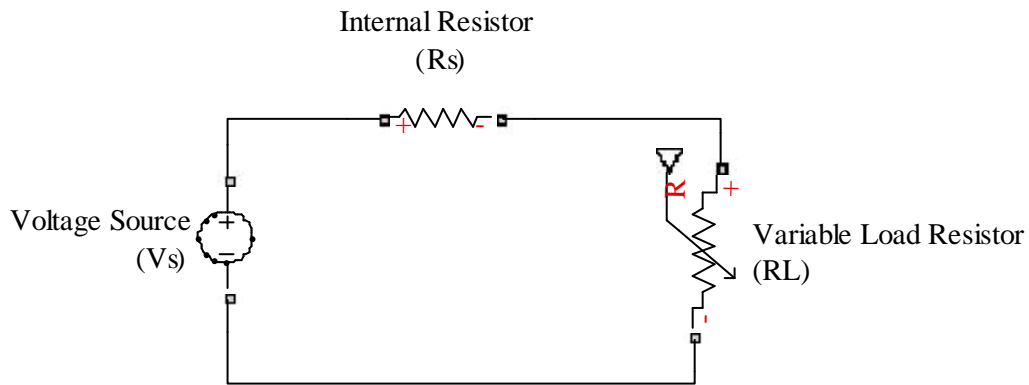 Internal Resistor
(Rs)
+ -
R
+
Voltage Source
(Vs)
+
−
Variable Load Resistor
(RL)
-